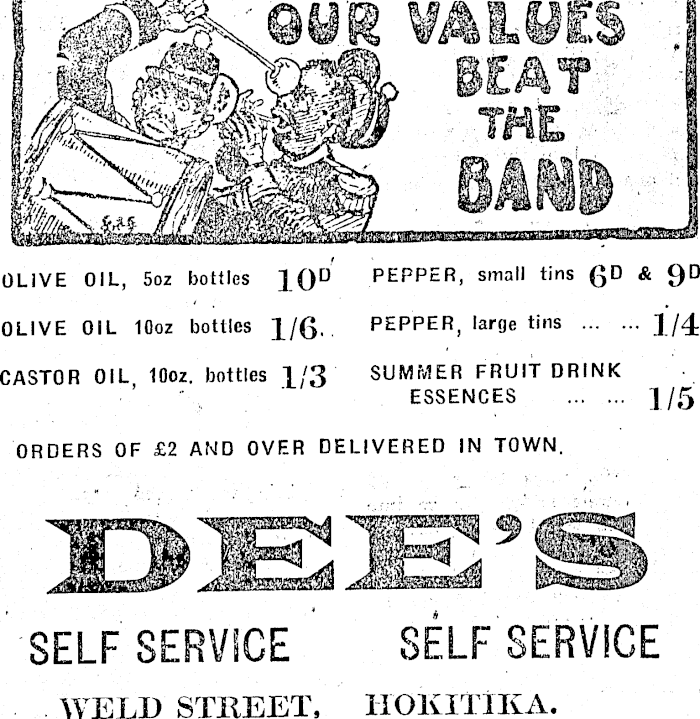 OUR VALUES
BEAT
THE
BAND
OLIVE OIL, 5oz bottles 10D
PEPPER, small tins 6D & 9D
OLIVE OIL 10oz bottles 1/6.
PEPPER, large tins ... ... 1/4
CASTOR OIL, 10oz. bottles 1/3
SUMMER FRUIT DRINK
ESSENCES ... ... 1/5
ORDERS OF £2 AND OVER DELIVERED IN TOWN.
DEE'S
SELF SERVICE SELF SERVICE
WELD STREET, HOKITIKA.